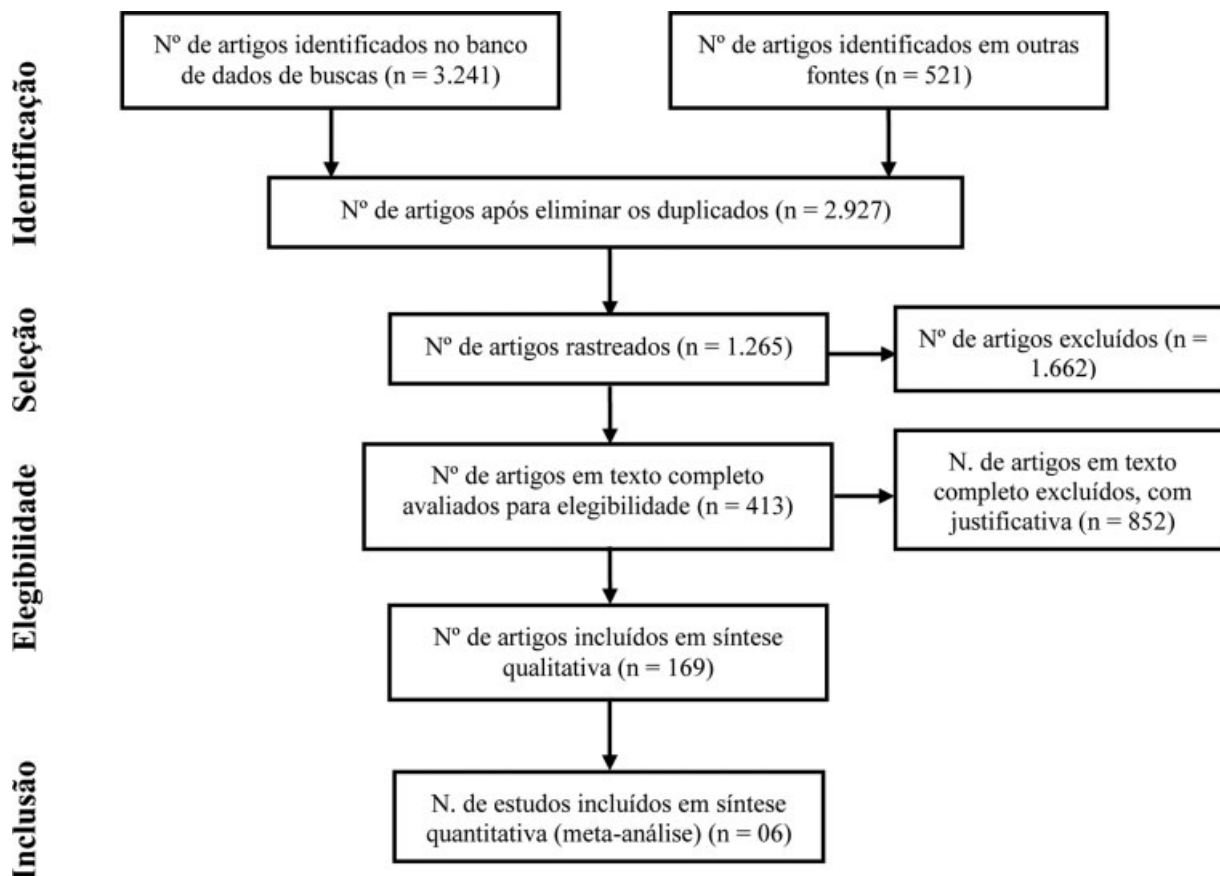 Identificação
Nº de artigos identificados no banco
de dados de buscas (n = 3.241)
Nº de artigos identificados em outras
fontes (n = 521)
Nº de artigos após eliminar os duplicados (n = 2.927)
Seleção
Nº de artigos rastreados (n = 1.265)
Nº de artigos excluídos (n =
1.662)
Elegibilidade
Nº de artigos em texto completo
avaliados para elegibilidade (n = 413)
N. de artigos em texto
completo excluídos, com
justificativa (n = 852)
Nº de artigos incluídos em síntese
qualitativa (n = 169)
Inclusão
N. de estudos incluídos em síntese
quantitativa (meta-análise) (n = 06)